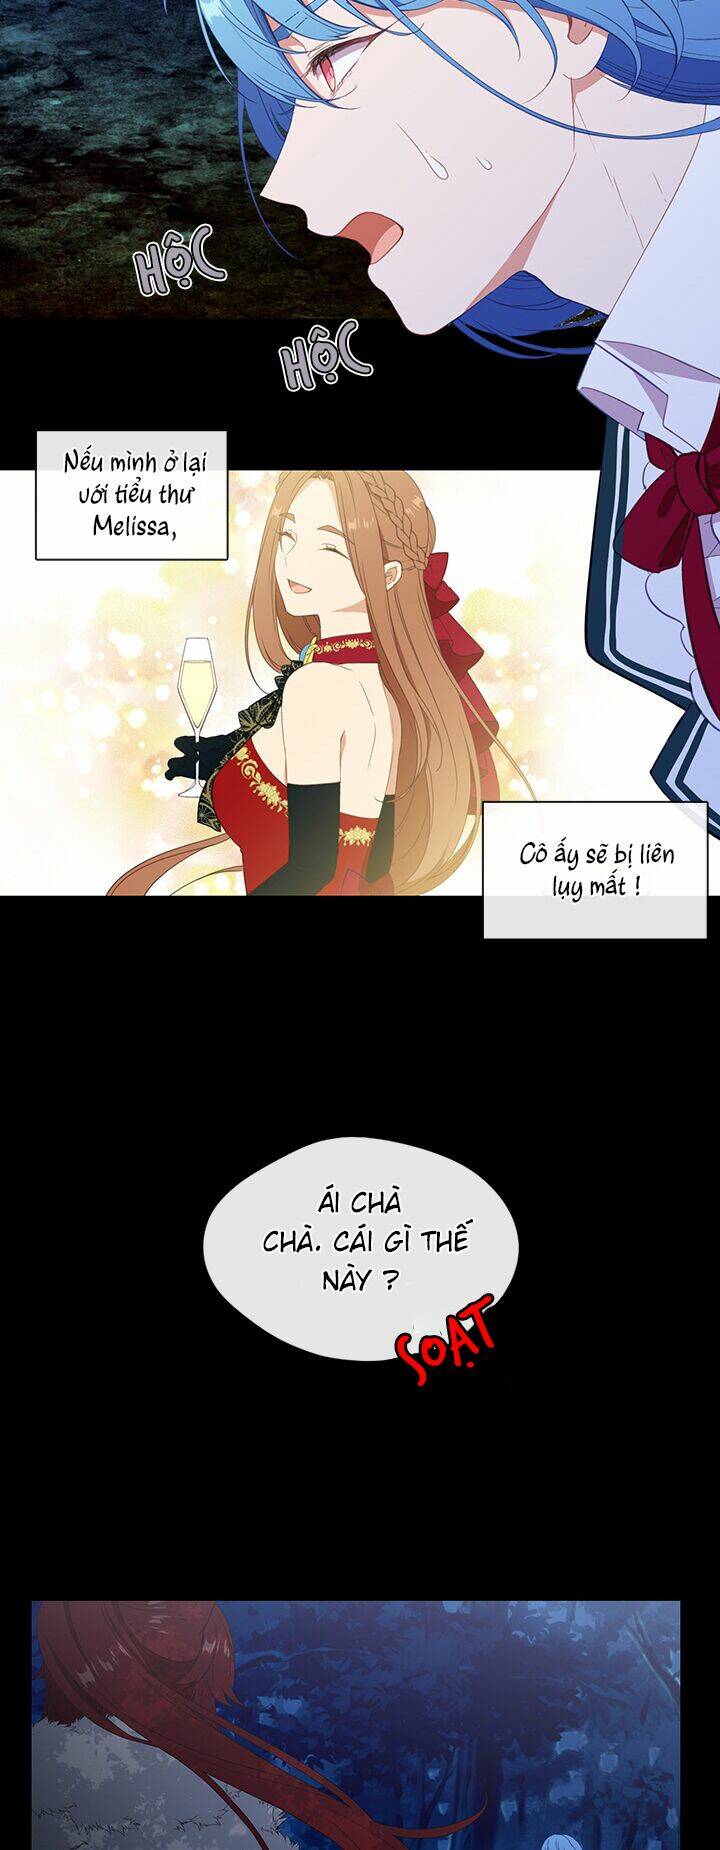 HỘC
HỘC
Nếu mình ở lại
với tiểu thư
Melissa,
Cô ấy sẽ bị liên
lụy mất !
ÁI CHÀ
CHÀ. CÁI GÌ THẾ
NÀY ?
SOẠT